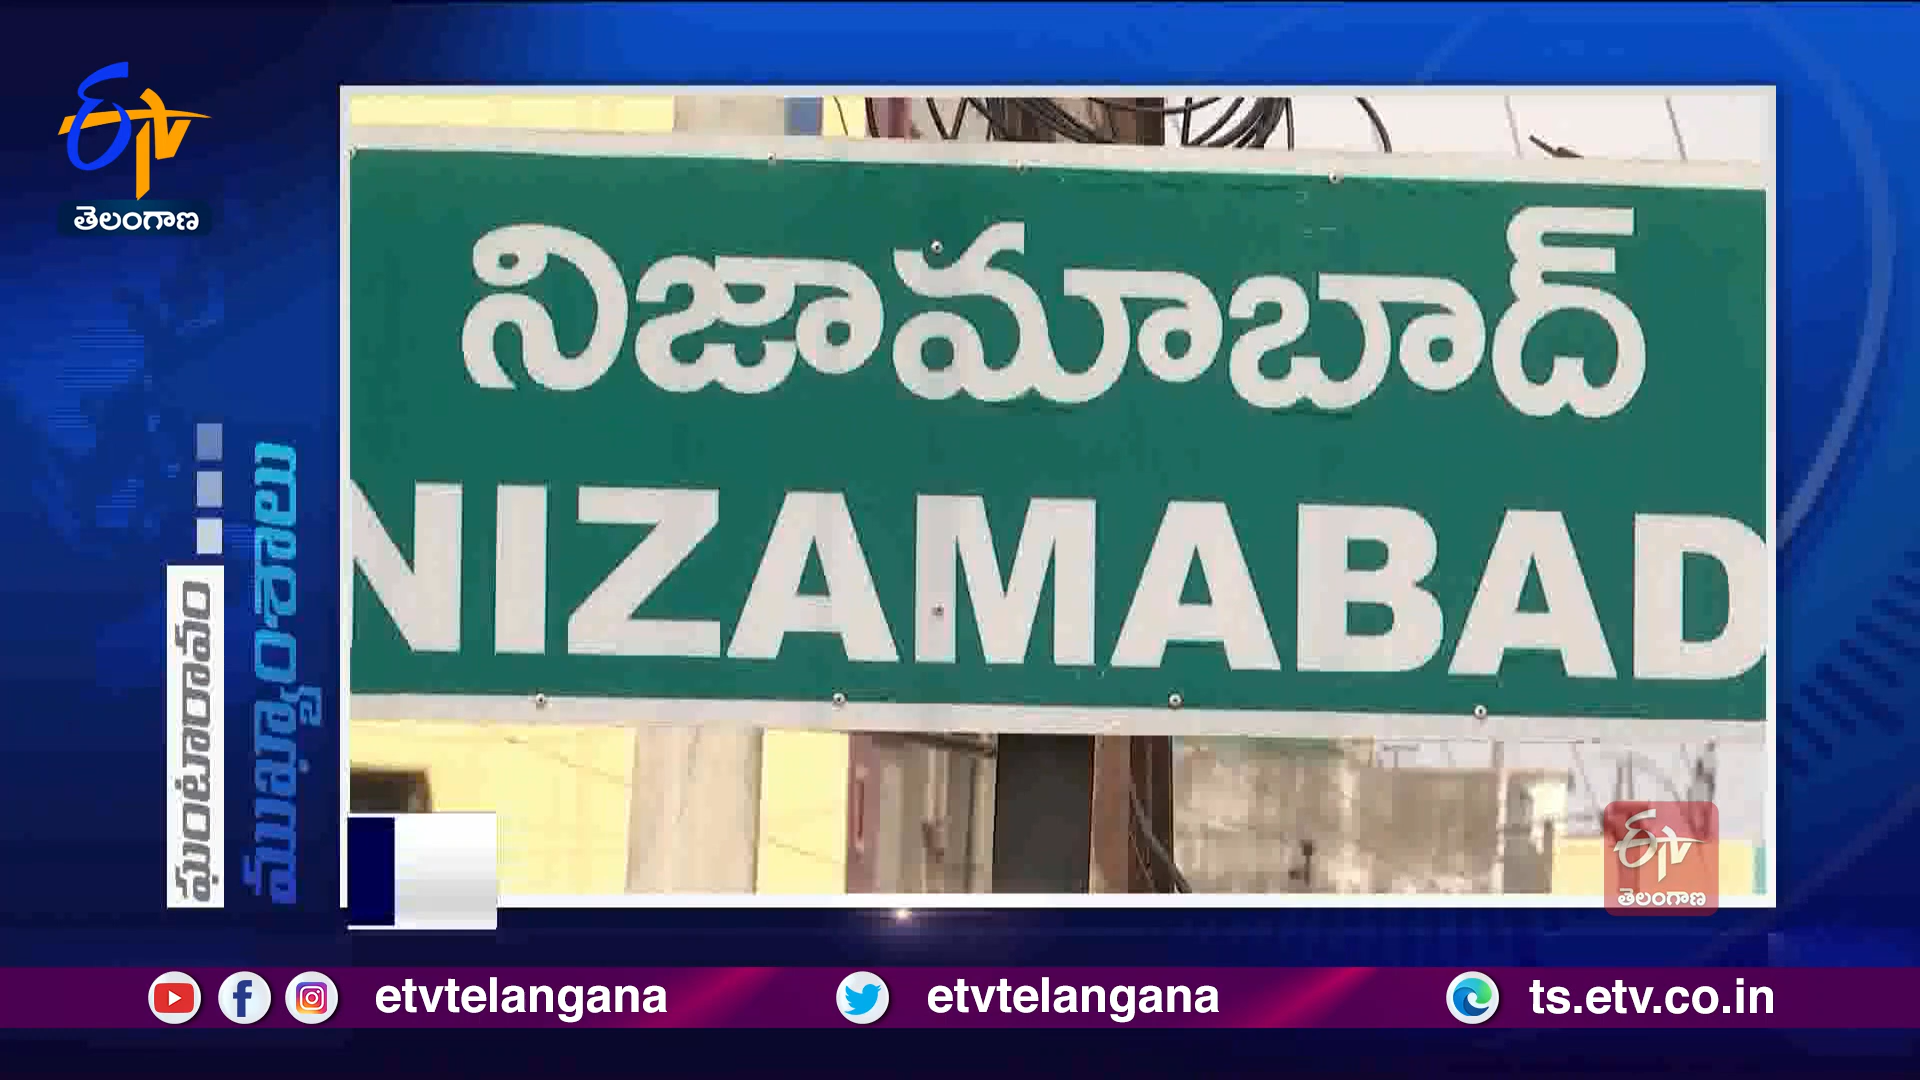 ETV
తెలంగాణ
ఘంటారావం
ముఖ్యాంశాలు
నిజామాబాద్
NIZAMABAD
ETV
తెలంగాణ
etvtelangana
etvtelangana
ts.etv.co.in